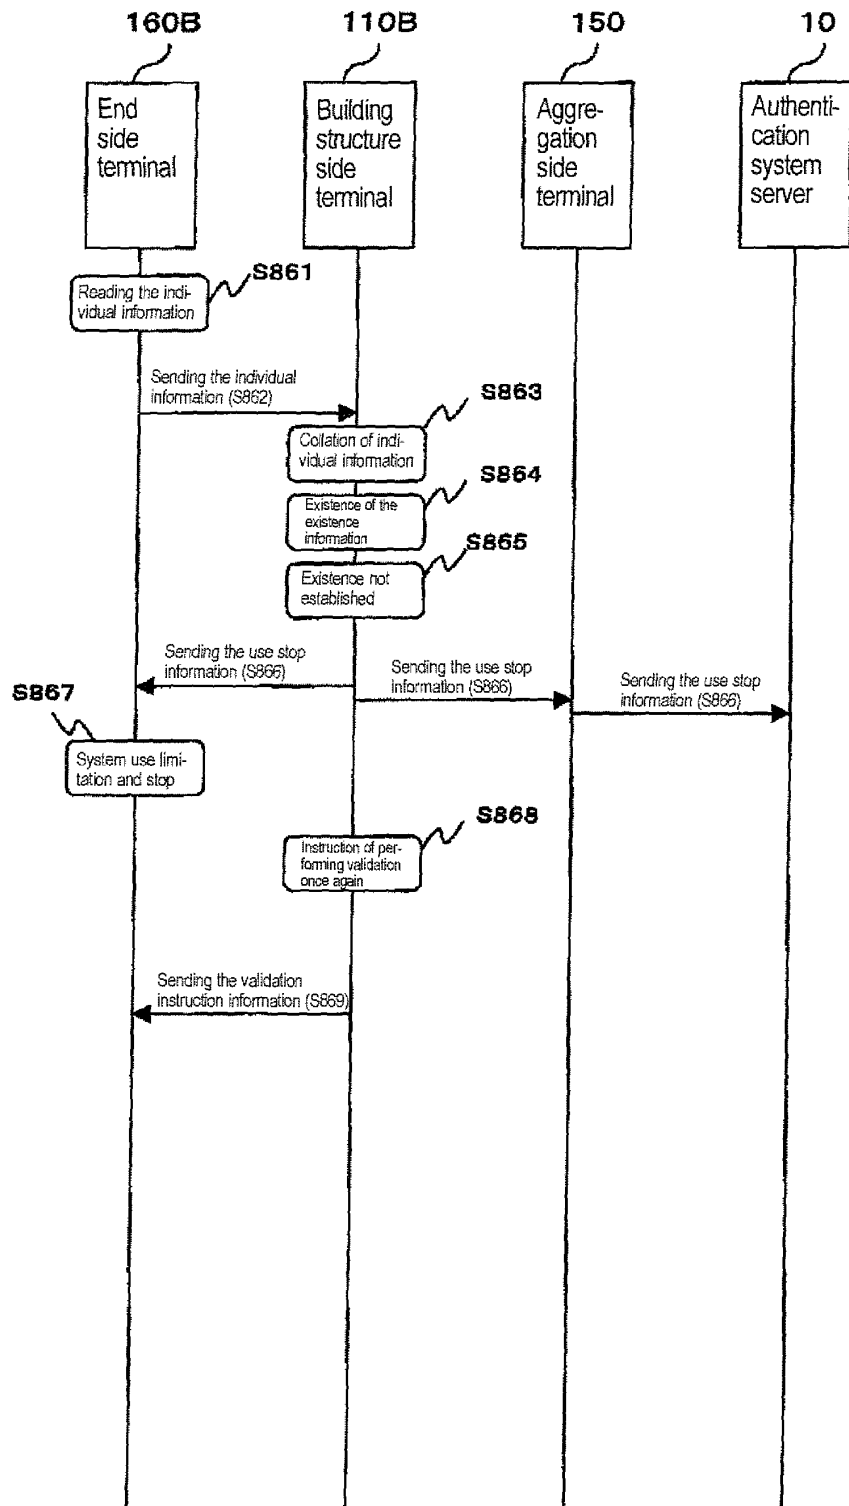 160B
110B
150
10
End
side
terminal
Building
structure
side
terminal
Aggre-
gation
side
terminal
Authenti-
cation
system
server
S861
Reading the indi-
vidual information
Sending the individual
information (S862)
S863
Collation of indi-
vidual information
S864
Existence of the
existence
information
S865
Existence not
established
Sending the use stop
information (S866)
Sending the use stop
information (S866)
Sending the use stop
information (S866)
S867
System use limi-
tation and stop
S868
Instruction of per-
forming validation
once again
Sending the validation
instruction information (S869)